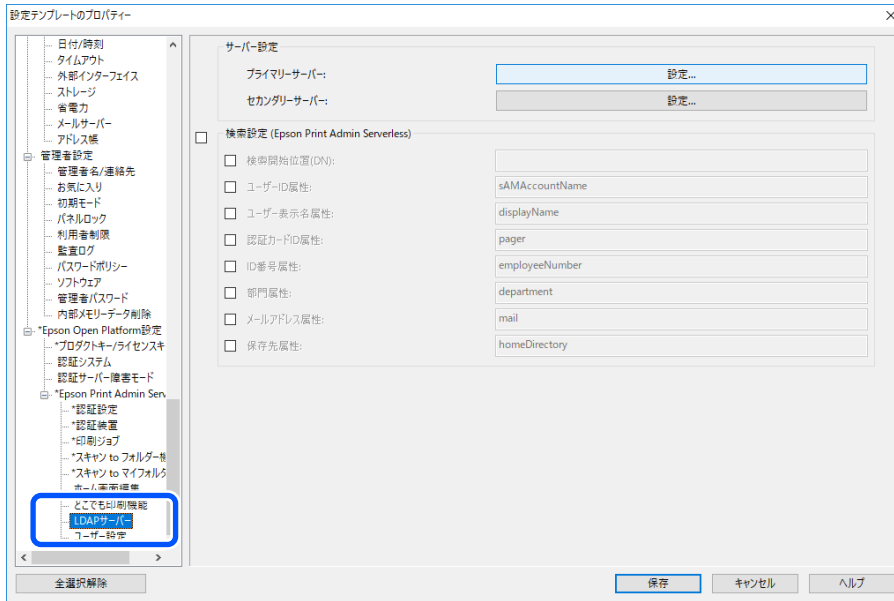 設定テンプレートのプロパティー
日付/時刻
タイムアウト
外部インターフェイス
ストレージ
省電力
メールサーバー
アドレス帳
管理者設定
管理者名/連絡先
お気に入り
初期モード
パネルロック
利用者制限
監査ログ
パスワードポリシー
ソフトウェア
管理者パスワード
内部メモリーデータ削除
*Epson Open Platform設定
*プロダクトキー/ライセンスキ
認証システム
認証サーバー障害モード
*Epson Print Admin Serv
*認証設定
*認証装置
*印刷ジョブ
*スキャン to フォルダー機
*スキャン to マイフォルダ
ホーム画面編集
どこでも印刷機能
LDAPサーバー
ユーザー設定
サーバー設定
プライマリーサーバー: 設定...
セカンダリーサーバー: 設定...
検索設定 (Epson Print Admin Serverless)
検索開始位置(DN):
ユーザーID属性: sAMAccountName
ユーザー表示名属性: displayName
認証カードID属性: pager
ID番号属性: employeeNumber
部門属性: department
メールアドレス属性: mail
保存先属性: homeDirectory
全選択解除 保存 キャンセル ヘルプ